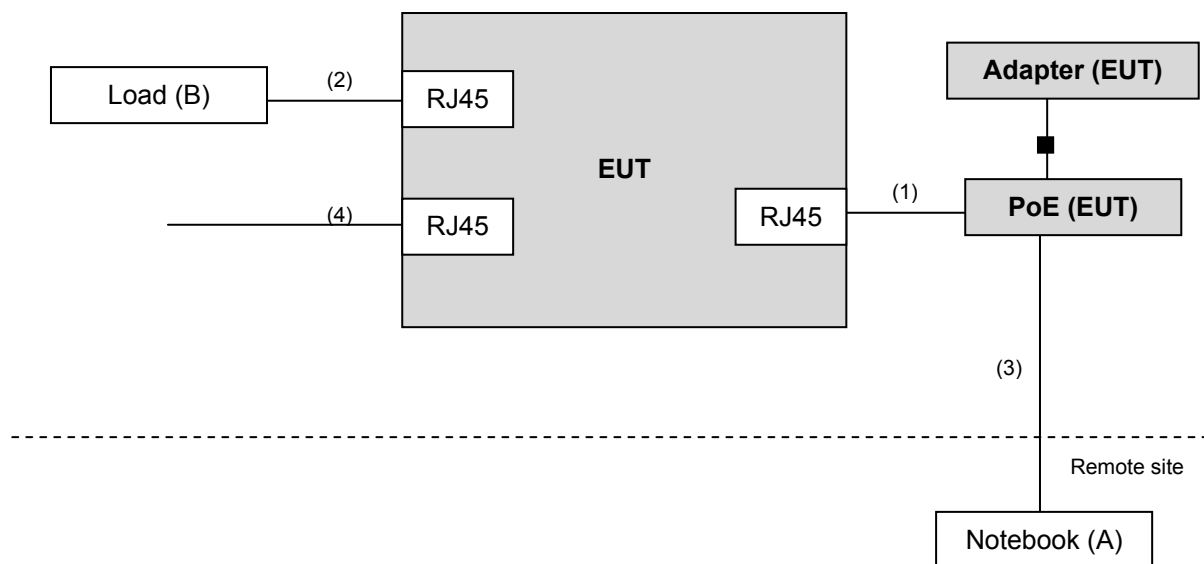 Adapter (EUT)
(2)
Load (B)
RJ45
EUT
(1)
RJ45
PoE (EUT)
(4)
RJ45
(3)
Remote site
Notebook (A)